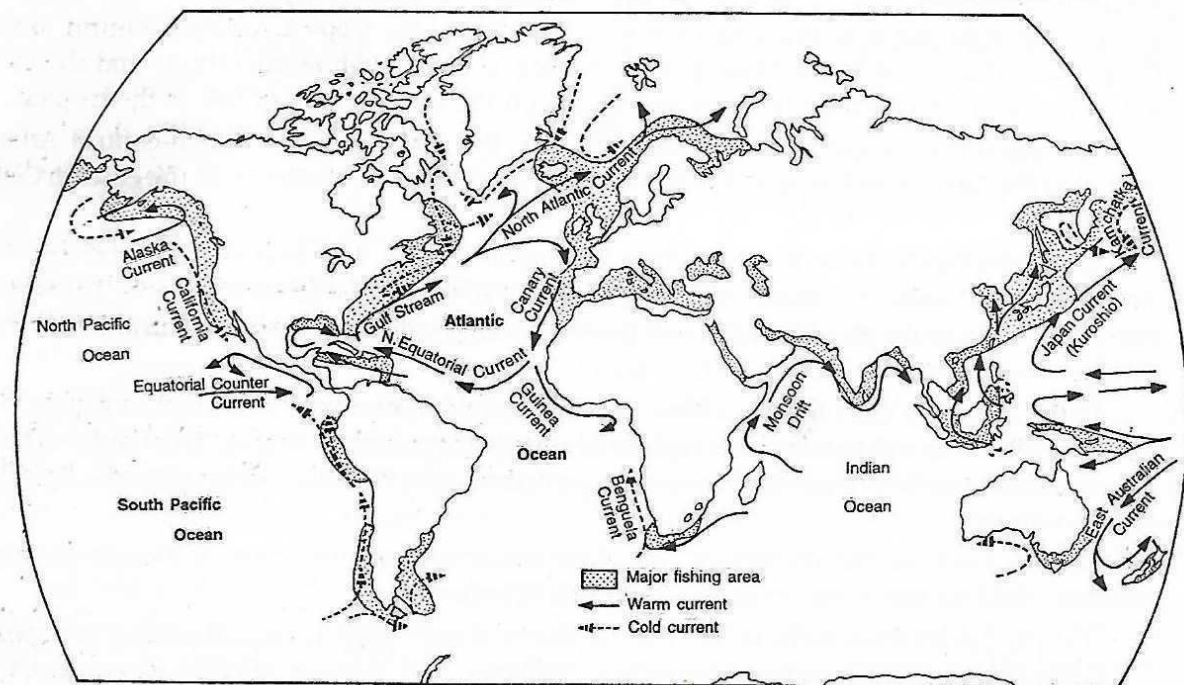 Alaska
Current
California
Current
North Pacific
Ocean
Equatorial Counter
Current
South Pacific
Ocean
North Atlantic Current
Gulf Stream
Atlantic
Canary
Current
N. Equatorial Current
Guinea
Current
Ocean
Benguela
Current
Monsoon
Drift
Indian
Ocean
Kamchatka
Current
Japan Current
(Kuroshio)
East Australian
Current
Major fishing area
Warm current
Cold current